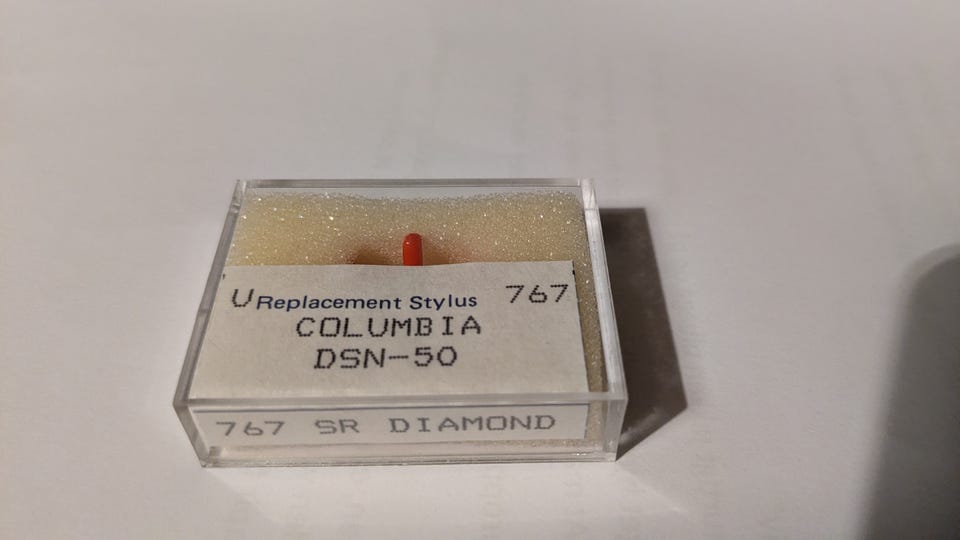 U Replacement Stylus 767
COLUMBIA
DSN-50
767 SR DIAMOND